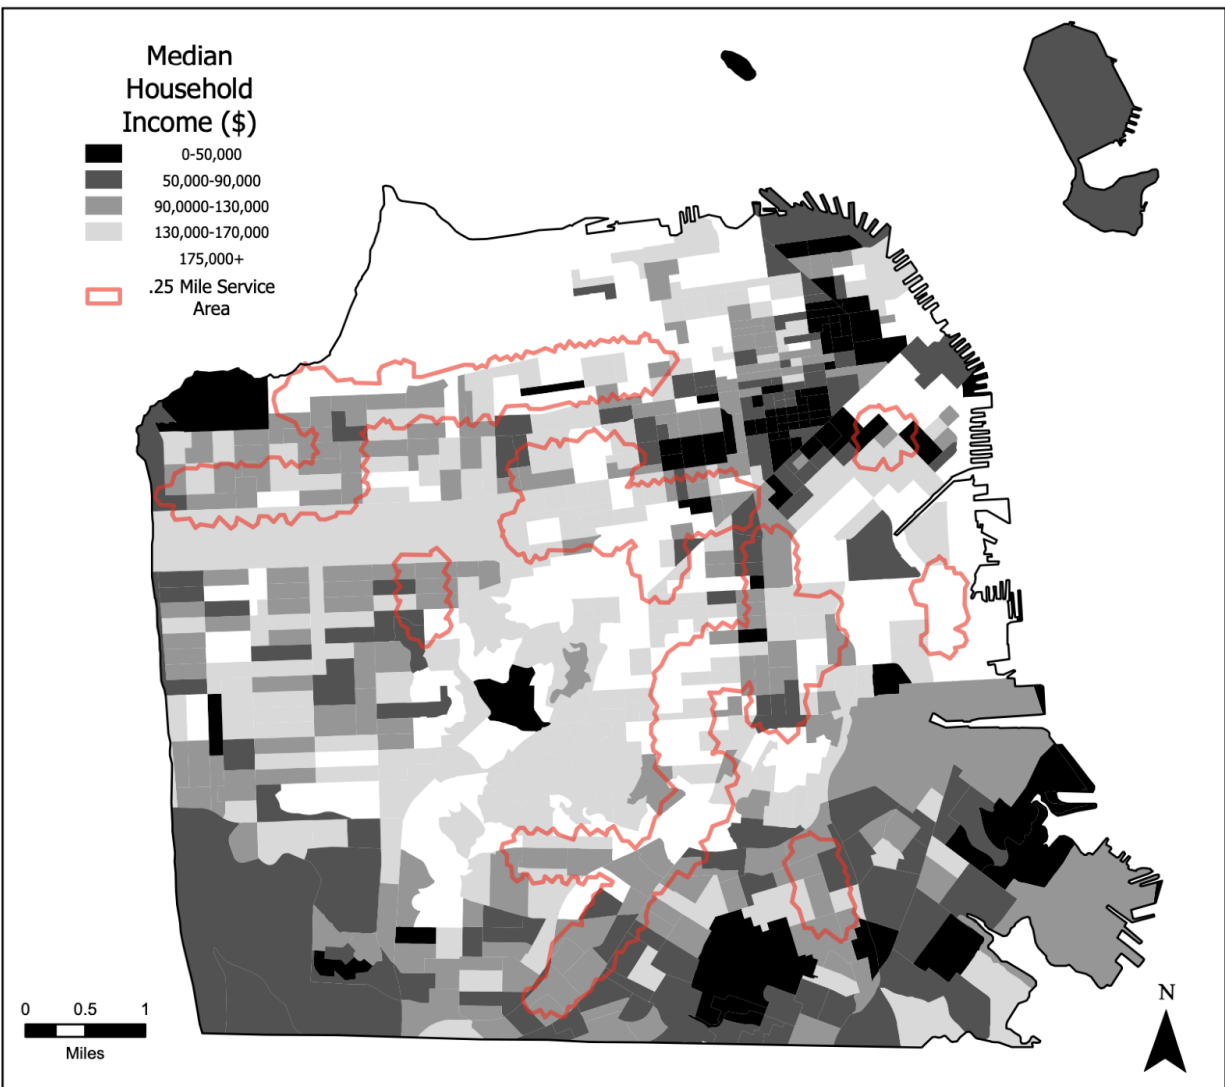 Median
Household
Income ($)
0-50,000
50,000-90,000
90,0000-130,000
130,000-170,000
175,000+
.25 Mile Service
Area
0 0.5 1
Miles
N